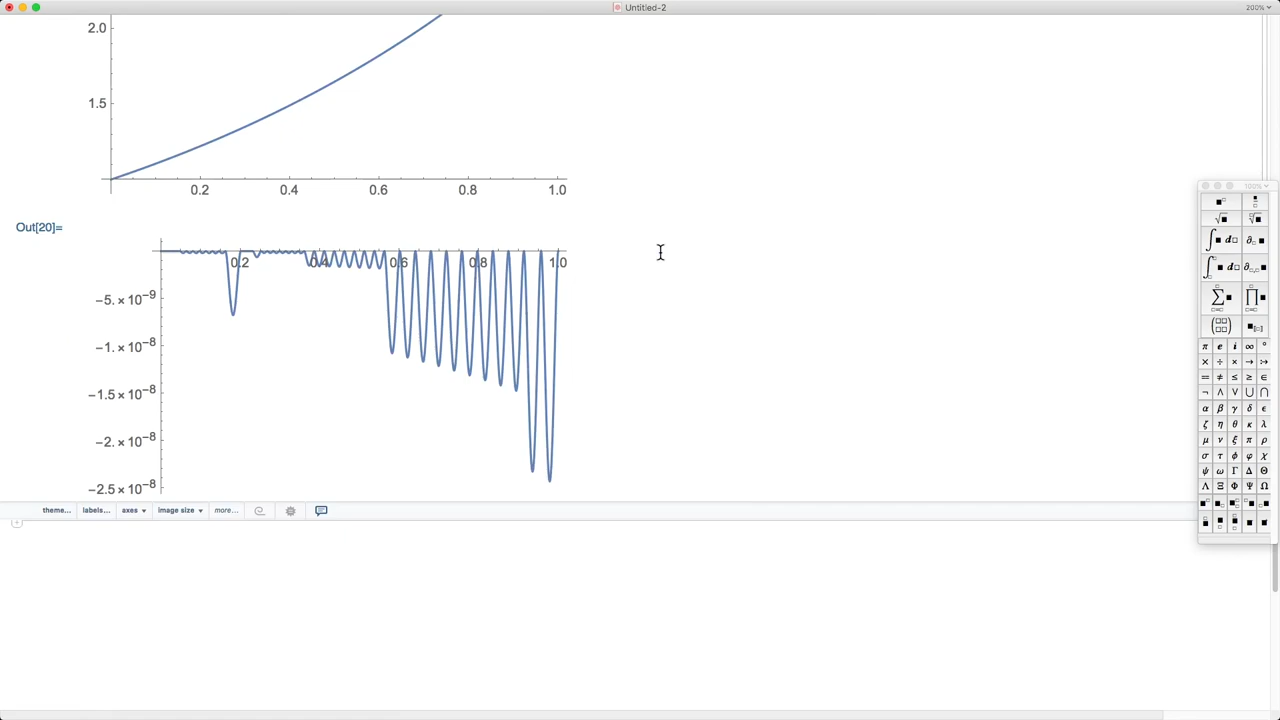 Untitled-2
200%
2.0
1.5
0.2 0.4 0.6 0.8 1.0
100%
Out[20]=
0.2 0.4 0.6 0.8 1.0
−5.×10−9
−1.×10−8
−1.5×10−8
−2.×10−8
−2.5×10−8
theme... labels... axes image size more...
∫■d□ ∂□■
∑ ∏
π e i ∞ °
× ÷ × → :→
== ≠ ≤ ≥ ∈
¬ ∧ ∨ ∪ ∩
α β γ δ ϵ
ζ η θ κ λ
μ ν ξ π ρ
σ τ ϕ φ χ
ψ ω Γ Δ Θ
Λ Ξ Φ Ψ Ω